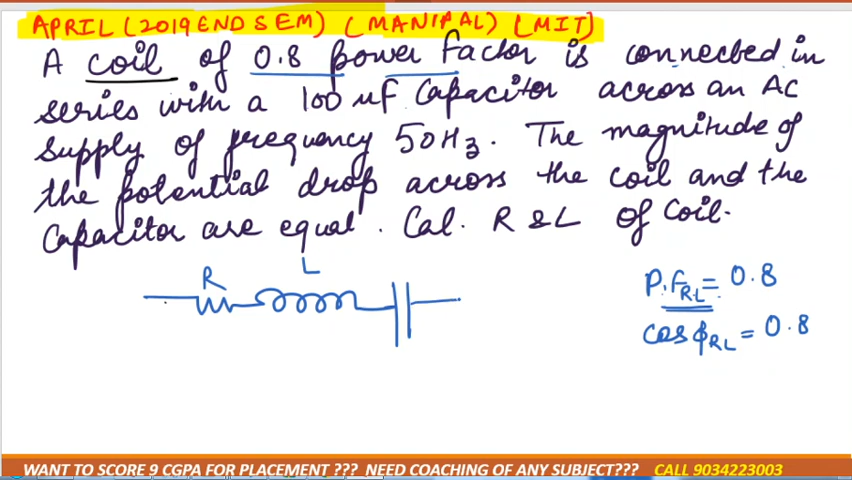 APRIL (2019 END SEM) (MANIPAL) (MIT)
A coil of 0.8 power factor is connected in
series with a 100 uF Capacitor across an AC
supply of frequency 50Hz. The magnitude of
the potential drop across the coil and the
Capacitor are equal. Cal. R & L of Coil.
R L
P.F_RL = 0.8
cos ϕ_RL = 0.8
WANT TO SCORE 9 CGPA FOR PLACEMENT ??? NEED COACHING OF ANY SUBJECT??? CALL 9034223003